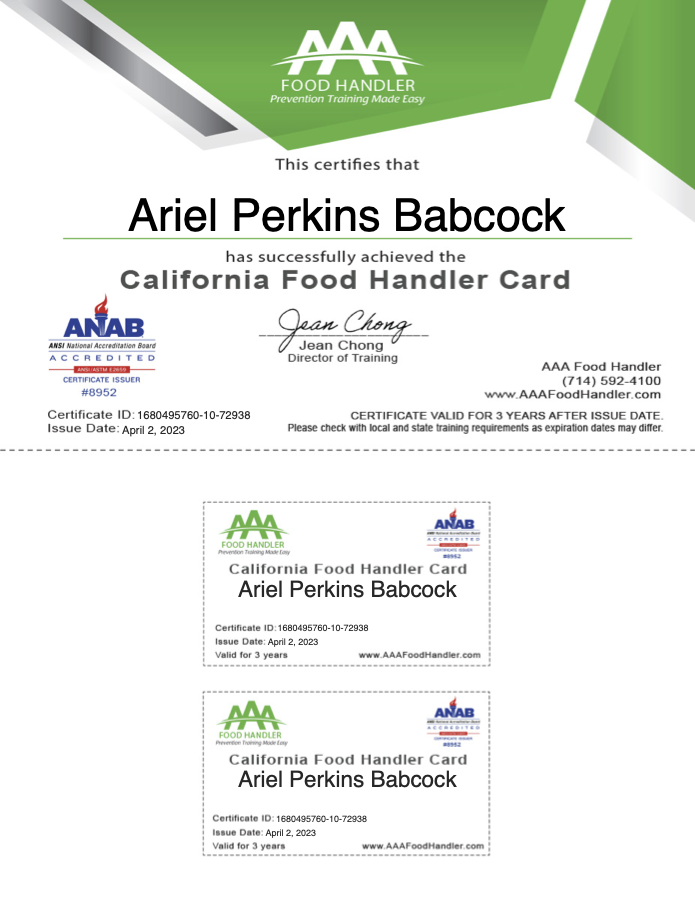 AAA
FOOD HANDLER
Prevention Training Made Easy
This certifies that
Ariel Perkins Babcock
has successfully achieved the
California Food Handler Card
ANAB
ANSI National Accreditation Board
ACCREDITED
ANSI/ASTM E2659
CERTIFICATE ISSUER
#8952
Jean Chong
Jean Chong
Director of Training
AAA Food Handler
(714) 592-4100
www.AAAFoodHandler.com
Certificate ID: 1680495760-10-72938
Issue Date: April 2, 2023
CERTIFICATE VALID FOR 3 YEARS AFTER ISSUE DATE.
Please check with local and state training requirements as expiration dates may differ.
AAA
FOOD HANDLER
Prevention Training Made Easy
ANAB
ANSI National Accreditation Board
ACCREDITED
CERTIFICATE ISSUER
#8952
California Food Handler Card
Ariel Perkins Babcock
Certificate ID: 1680495760-10-72938
Issue Date: April 2, 2023
Valid for 3 years
www.AAAFoodHandler.com
AAA
FOOD HANDLER
Prevention Training Made Easy
ANAB
ANSI National Accreditation Board
ACCREDITED
CERTIFICATE ISSUER
#8952
California Food Handler Card
Ariel Perkins Babcock
Certificate ID: 1680495760-10-72938
Issue Date: April 2, 2023
Valid for 3 years
www.AAAFoodHandler.com